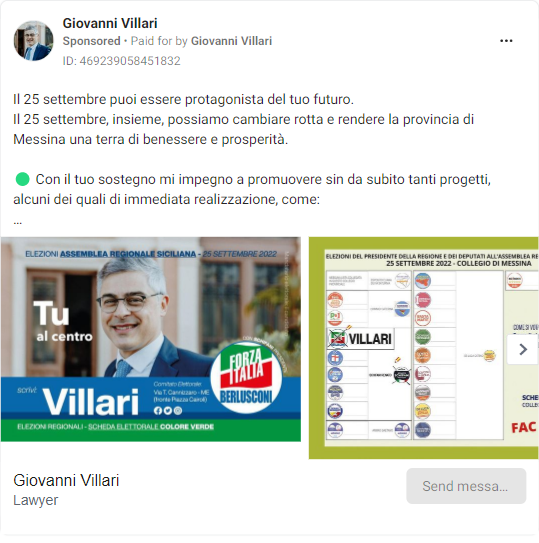 Giovanni Villari
Sponsored • Paid for by Giovanni Villari
ID: 469239058451832
Il 25 settembre puoi essere protagonista del tuo futuro.
Il 25 settembre, insieme, possiamo cambiare rotta e rendere la provincia di
Messina una terra di benessere e prosperità.
Con il tuo sostegno mi impegno a promuovere sin da subito tanti progetti,
alcuni dei quali di immediata realizzazione, come:
...
ELEZIONI ASSEMBLEA REGIONALE SICILIANA - 25 SETTEMBRE 2022
Tu
al centro
scrivi:
Villari
Comitato Elettorale
Via T. Cannizzaro - ME
(fronte Piazza Cairoli)
FORZA
ITALIA
BERLUSCONI
ELEZIONI REGIONALI - SCHEDA ELETTORALE COLORE VERDE
ELEZIONI DEL PRESIDENTE DELLA REGIONE E DEI DEPUTATI ALL'ASSEMBLEA RE
25 SETTEMBRE 2022 - COLLEGIO DI MESSINA
VILLARI
COME SI VO
SCHE
COLLE
FAC
Giovanni Villari
Lawyer
Send messa...